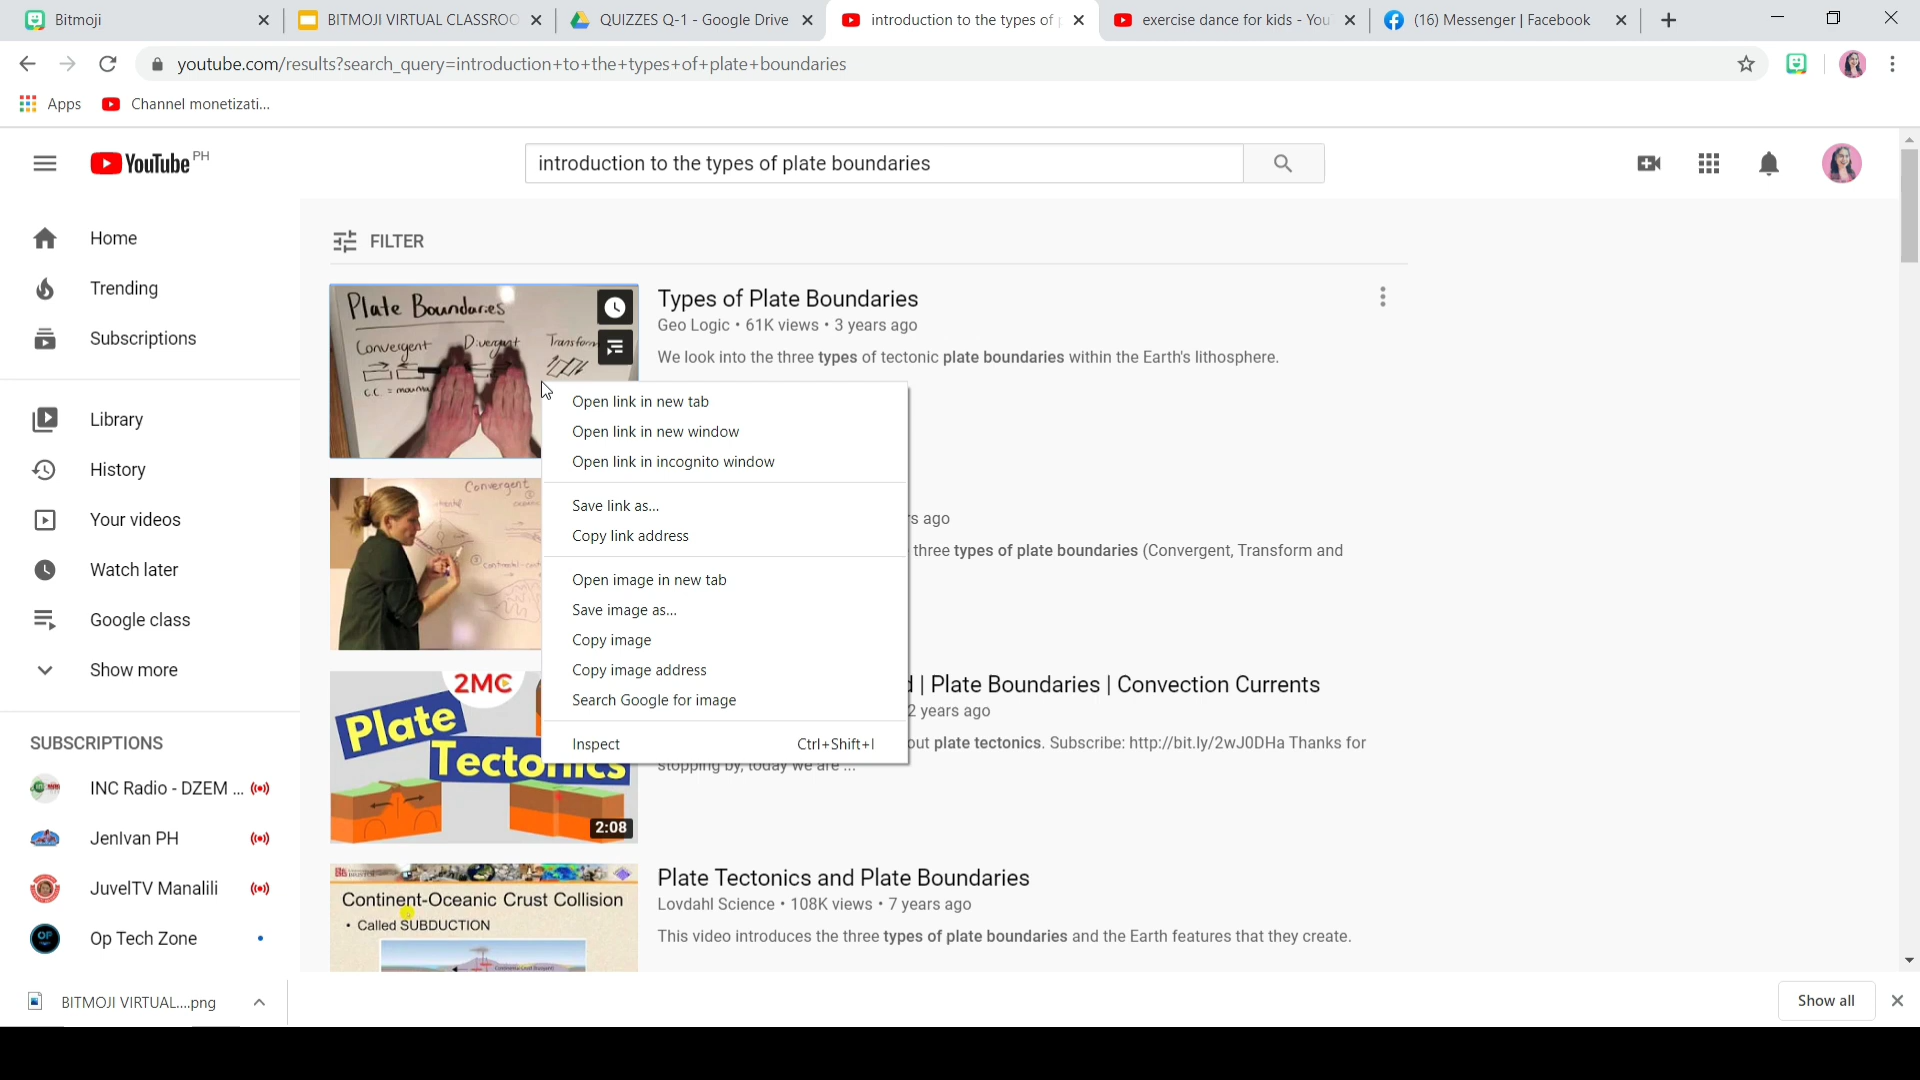 Bitmoji
BITMOJI VIRTUAL CLASSROO
QUIZZES Q-1 - Google Drive
introduction to the types of
exercise dance for kids - You
(16) Messenger | Facebook
youtube.com/results?search_query=introduction+to+the+types+of+plate+boundaries
Apps
Channel monetizati...
YouTube PH
introduction to the types of plate boundaries
Home
Trending
Subscriptions
Library
History
Your videos
Watch later
Google class
Show more
SUBSCRIPTIONS
INC Radio - DZEM ...
JenIvan PH
JuvelTV Manalili
Op Tech Zone
FILTER
Plate Boundaries
Convergent
Divergent
Transform
Types of Plate Boundaries
Geo Logic • 61K views • 3 years ago
We look into the three types of tectonic plate boundaries within the Earth's lithosphere.
Open link in new tab
Open link in new window
Open link in incognito window
Save link as...
Copy link address
Open image in new tab
Save image as...
Copy image
Copy image address
Search Google for image
Inspect Ctrl+Shift+I
Convergent
ago
three types of plate boundaries (Convergent, Transform and
2MC
Plate
Tectonics
2:08
| Plate Boundaries | Convection Currents
2 years ago
plate tectonics. Subscribe: http://bit.ly/2wJ0DHa Thanks for
stopping by, today we are ...
Continent-Oceanic Crust Collision
• Called SUBDUCTION
Plate Tectonics and Plate Boundaries
Lovdahl Science • 108K views • 7 years ago
This video introduces the three types of plate boundaries and the Earth features that they create.
BITMOJI VIRTUAL....png
Show all